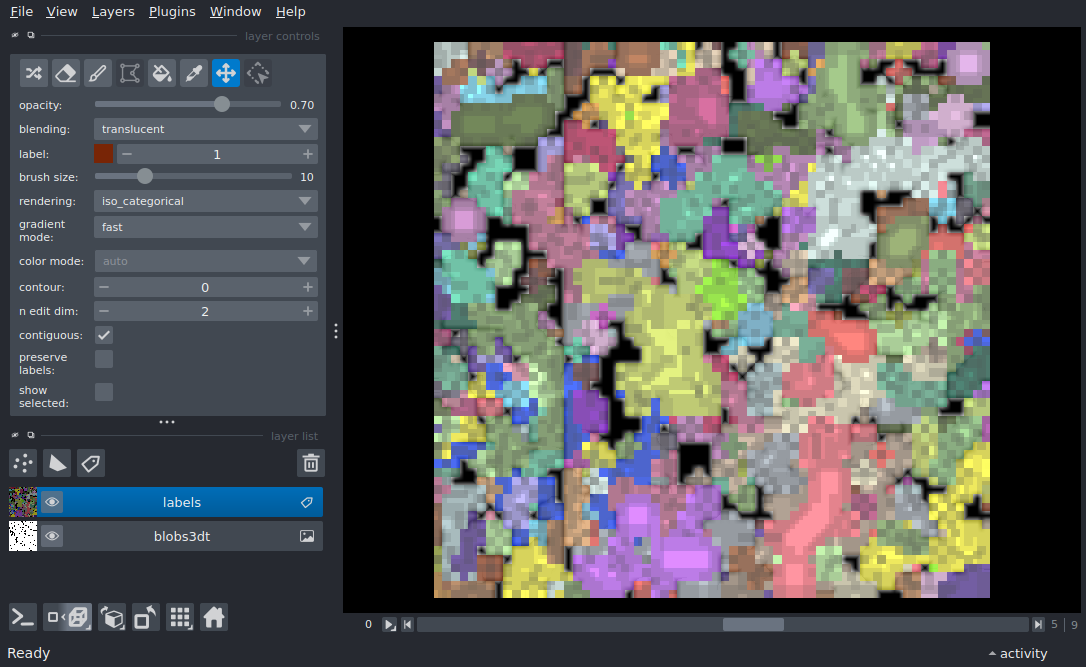 File View Layers Plugins Window Help
layer controls
opacity: 0.70
blending: translucent
label: 1
brush size: 10
rendering: iso_categorical
gradient
mode: fast
color mode: auto
contour: 0
n edit dim: 2
contiguous:
preserve
labels:
show
selected:
layer list
labels
blobs3dt
0 5 | 9
Ready activity